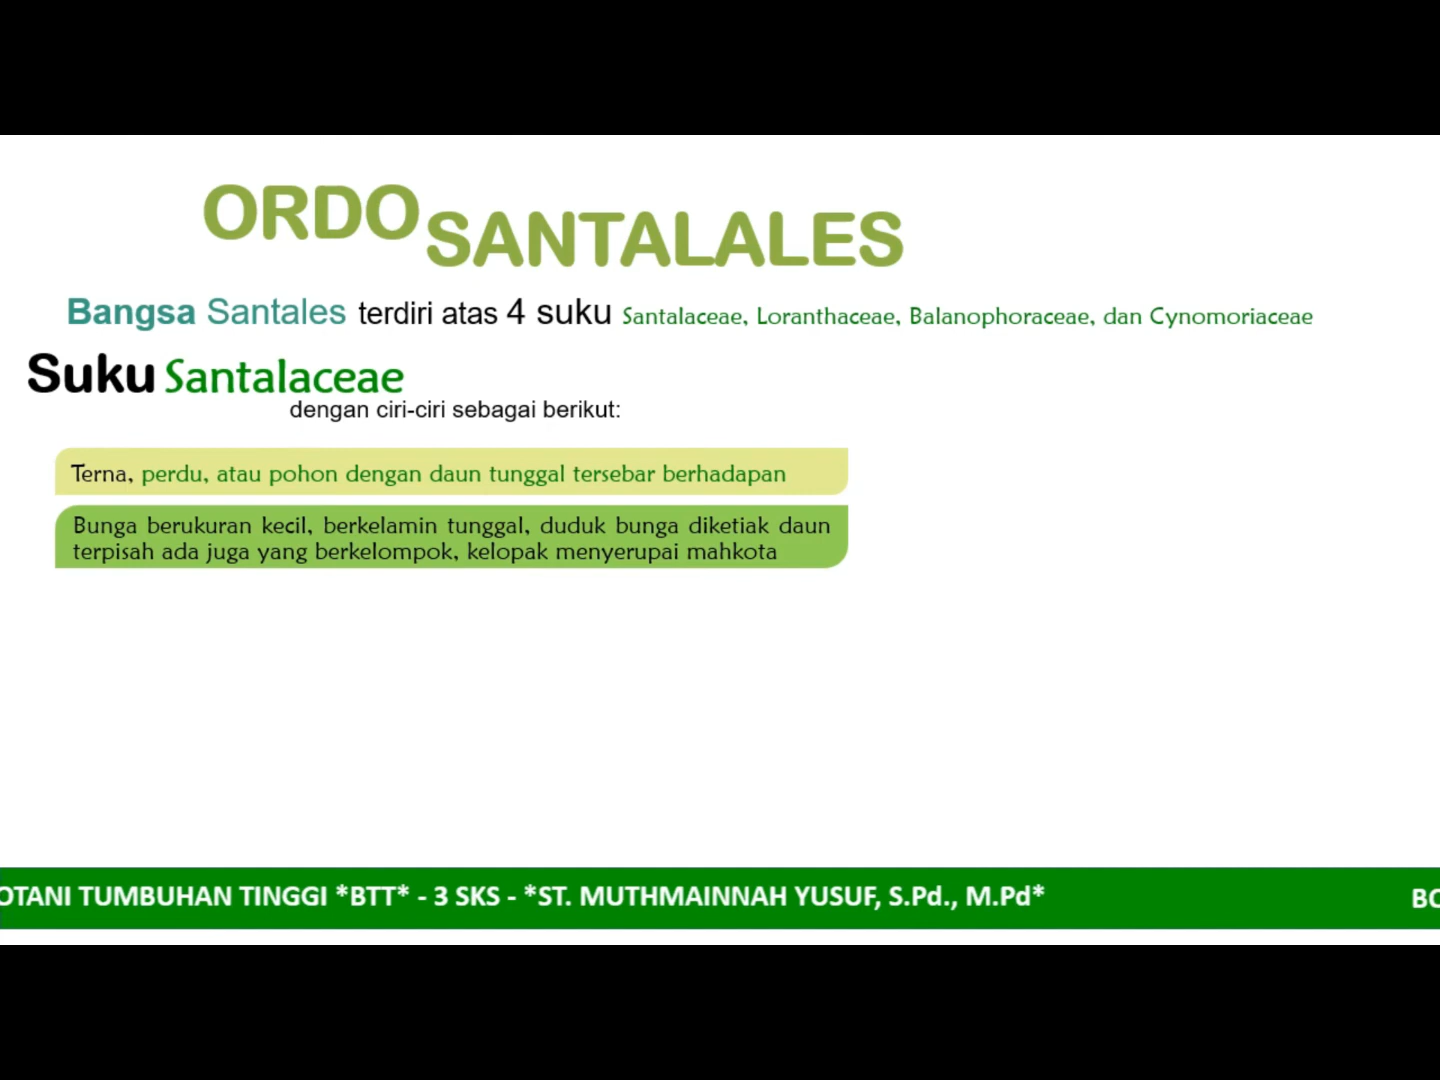 ORDO SANTALALES
Bangsa Santales terdiri atas 4 suku Santalaceae, Loranthaceae, Balanophoraceae, dan Cynomoriaceae
Suku Santalaceae
dengan ciri-ciri sebagai berikut:
Terna, perdu, atau pohon dengan daun tunggal tersebar berhadapan
Bunga berukuran kecil, berkelamin tunggal, duduk bunga diketiak daun
terpisah ada juga yang berkelompok, kelopak menyerupai mahkota
OTANI TUMBUHAN TINGGI *BTT* - 3 SKS - *ST. MUTHMAINNAH YUSUF, S.Pd., M.Pd* BO